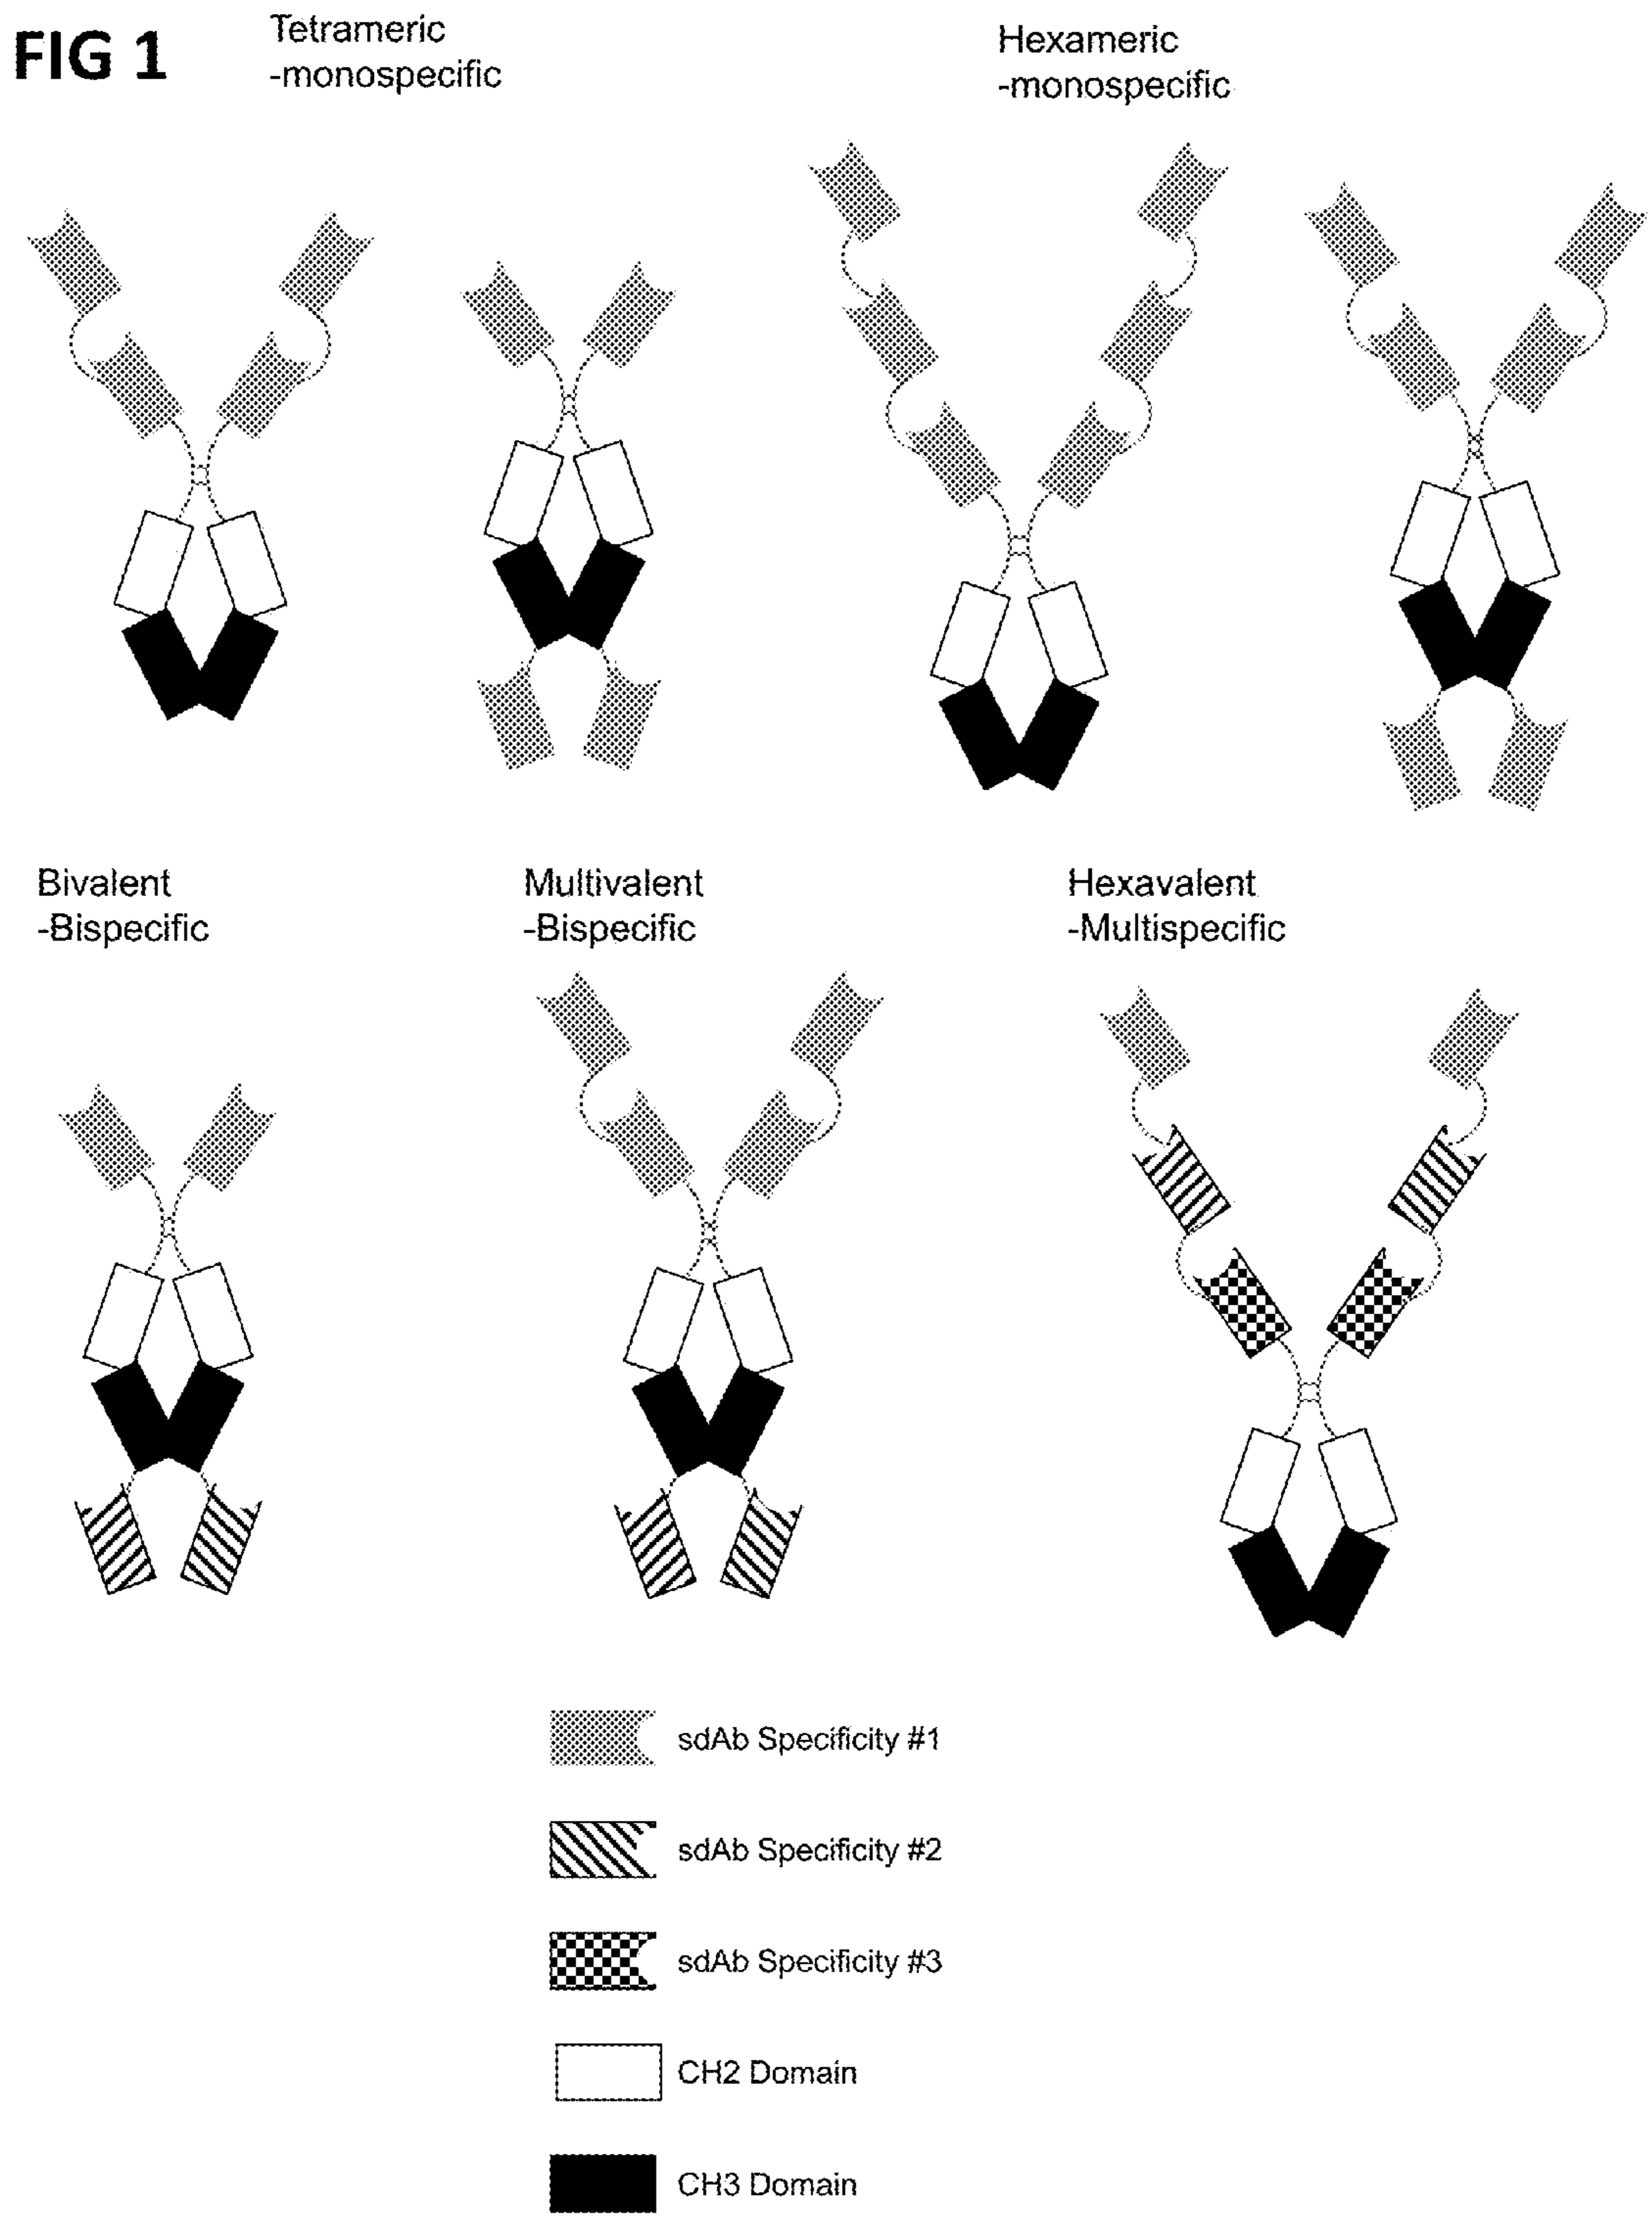 FIG 1
Tetrameric
-monospecific
Hexameric
-monospecific
Bivalent
-Bispecific
Multivalent
-Bispecific
Hexavalent
-Multispecific
sdAb Specificity #1
sdAb Specificity #2
sdAb Specificity #3
CH2 Domain
CH3 Domain